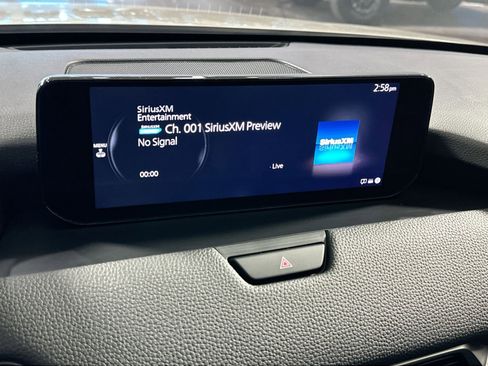 2:58pm
SiriusXM
Entertainment
Ch. 001 SiriusXM Preview
No Signal
MENU
SiriusXM
00:00
Live